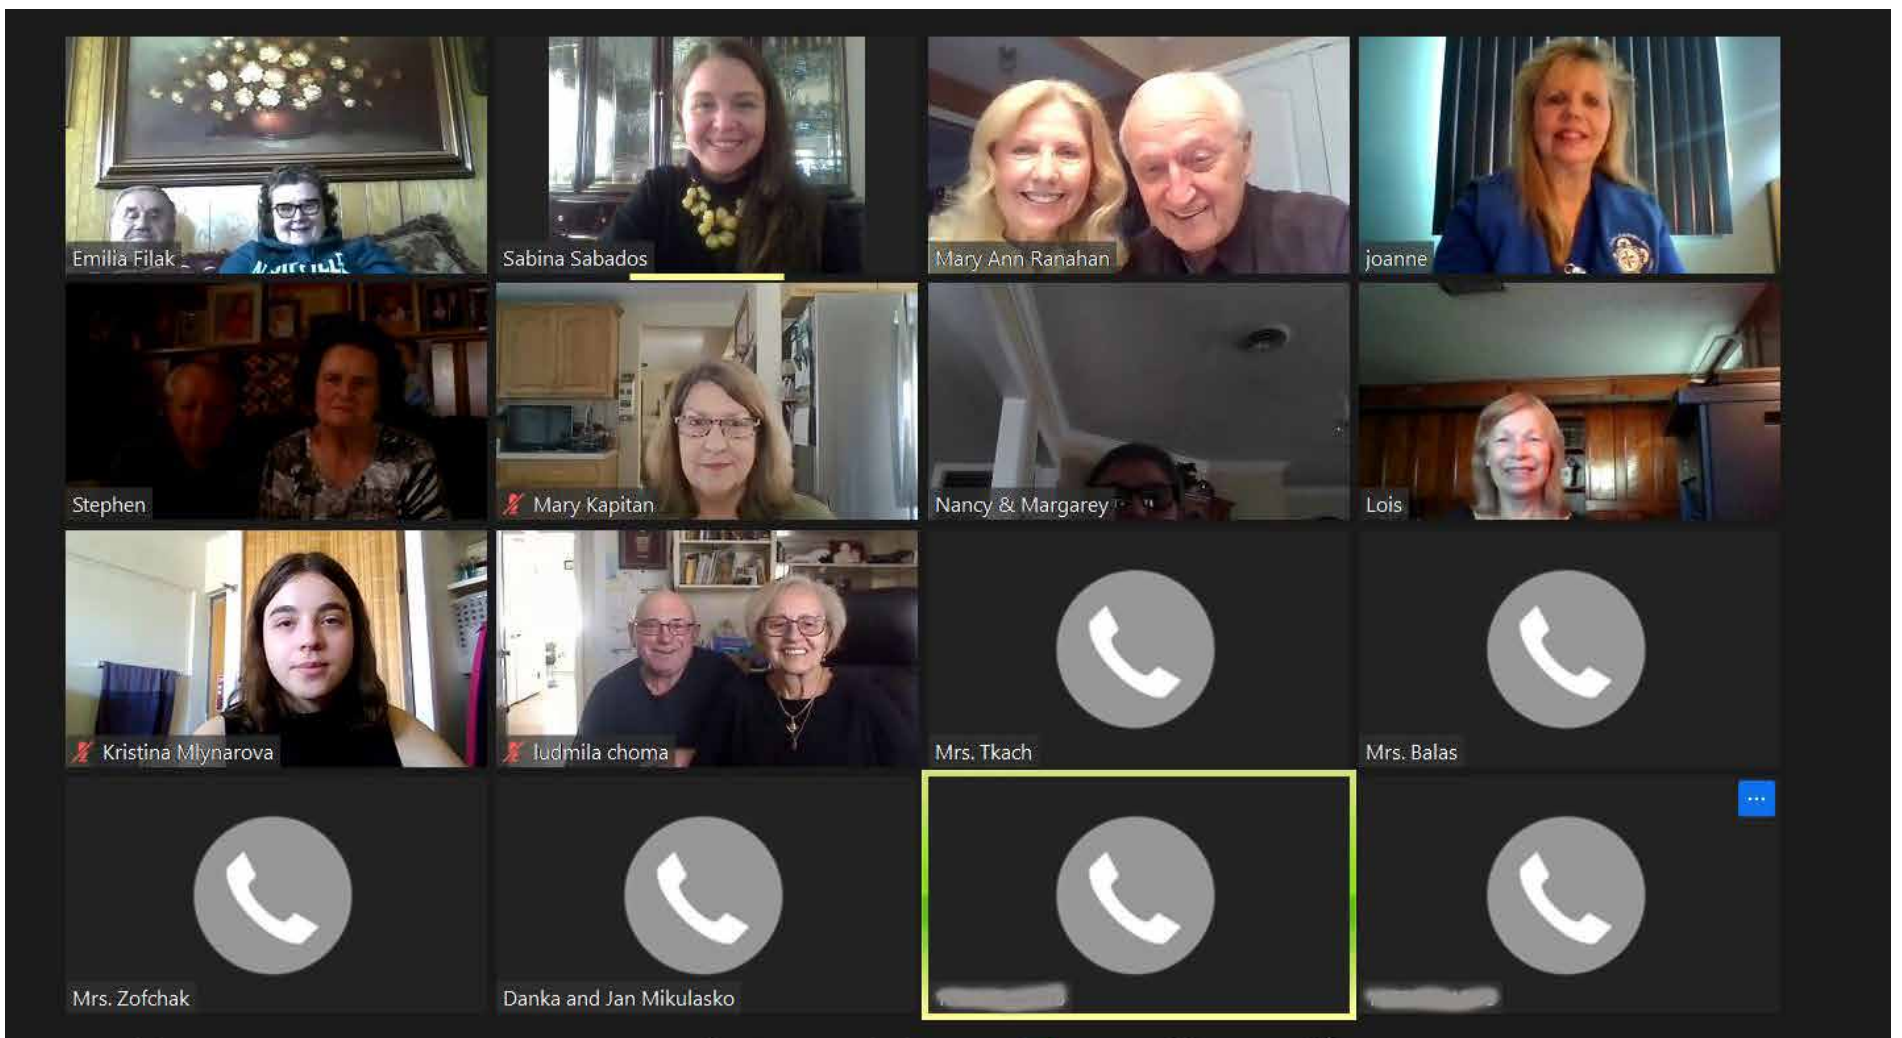 Emilia Filak
Sabina Sabados
Mary Ann Ranahan
joanne
Stephen
Mary Kapitan
Nancy & Margarey
Lois
Kristina Mlynarova
ludmila choma
Mrs. Tkach
Mrs. Balas
Mrs. Zofchak
Danka and Jan Mikulasko